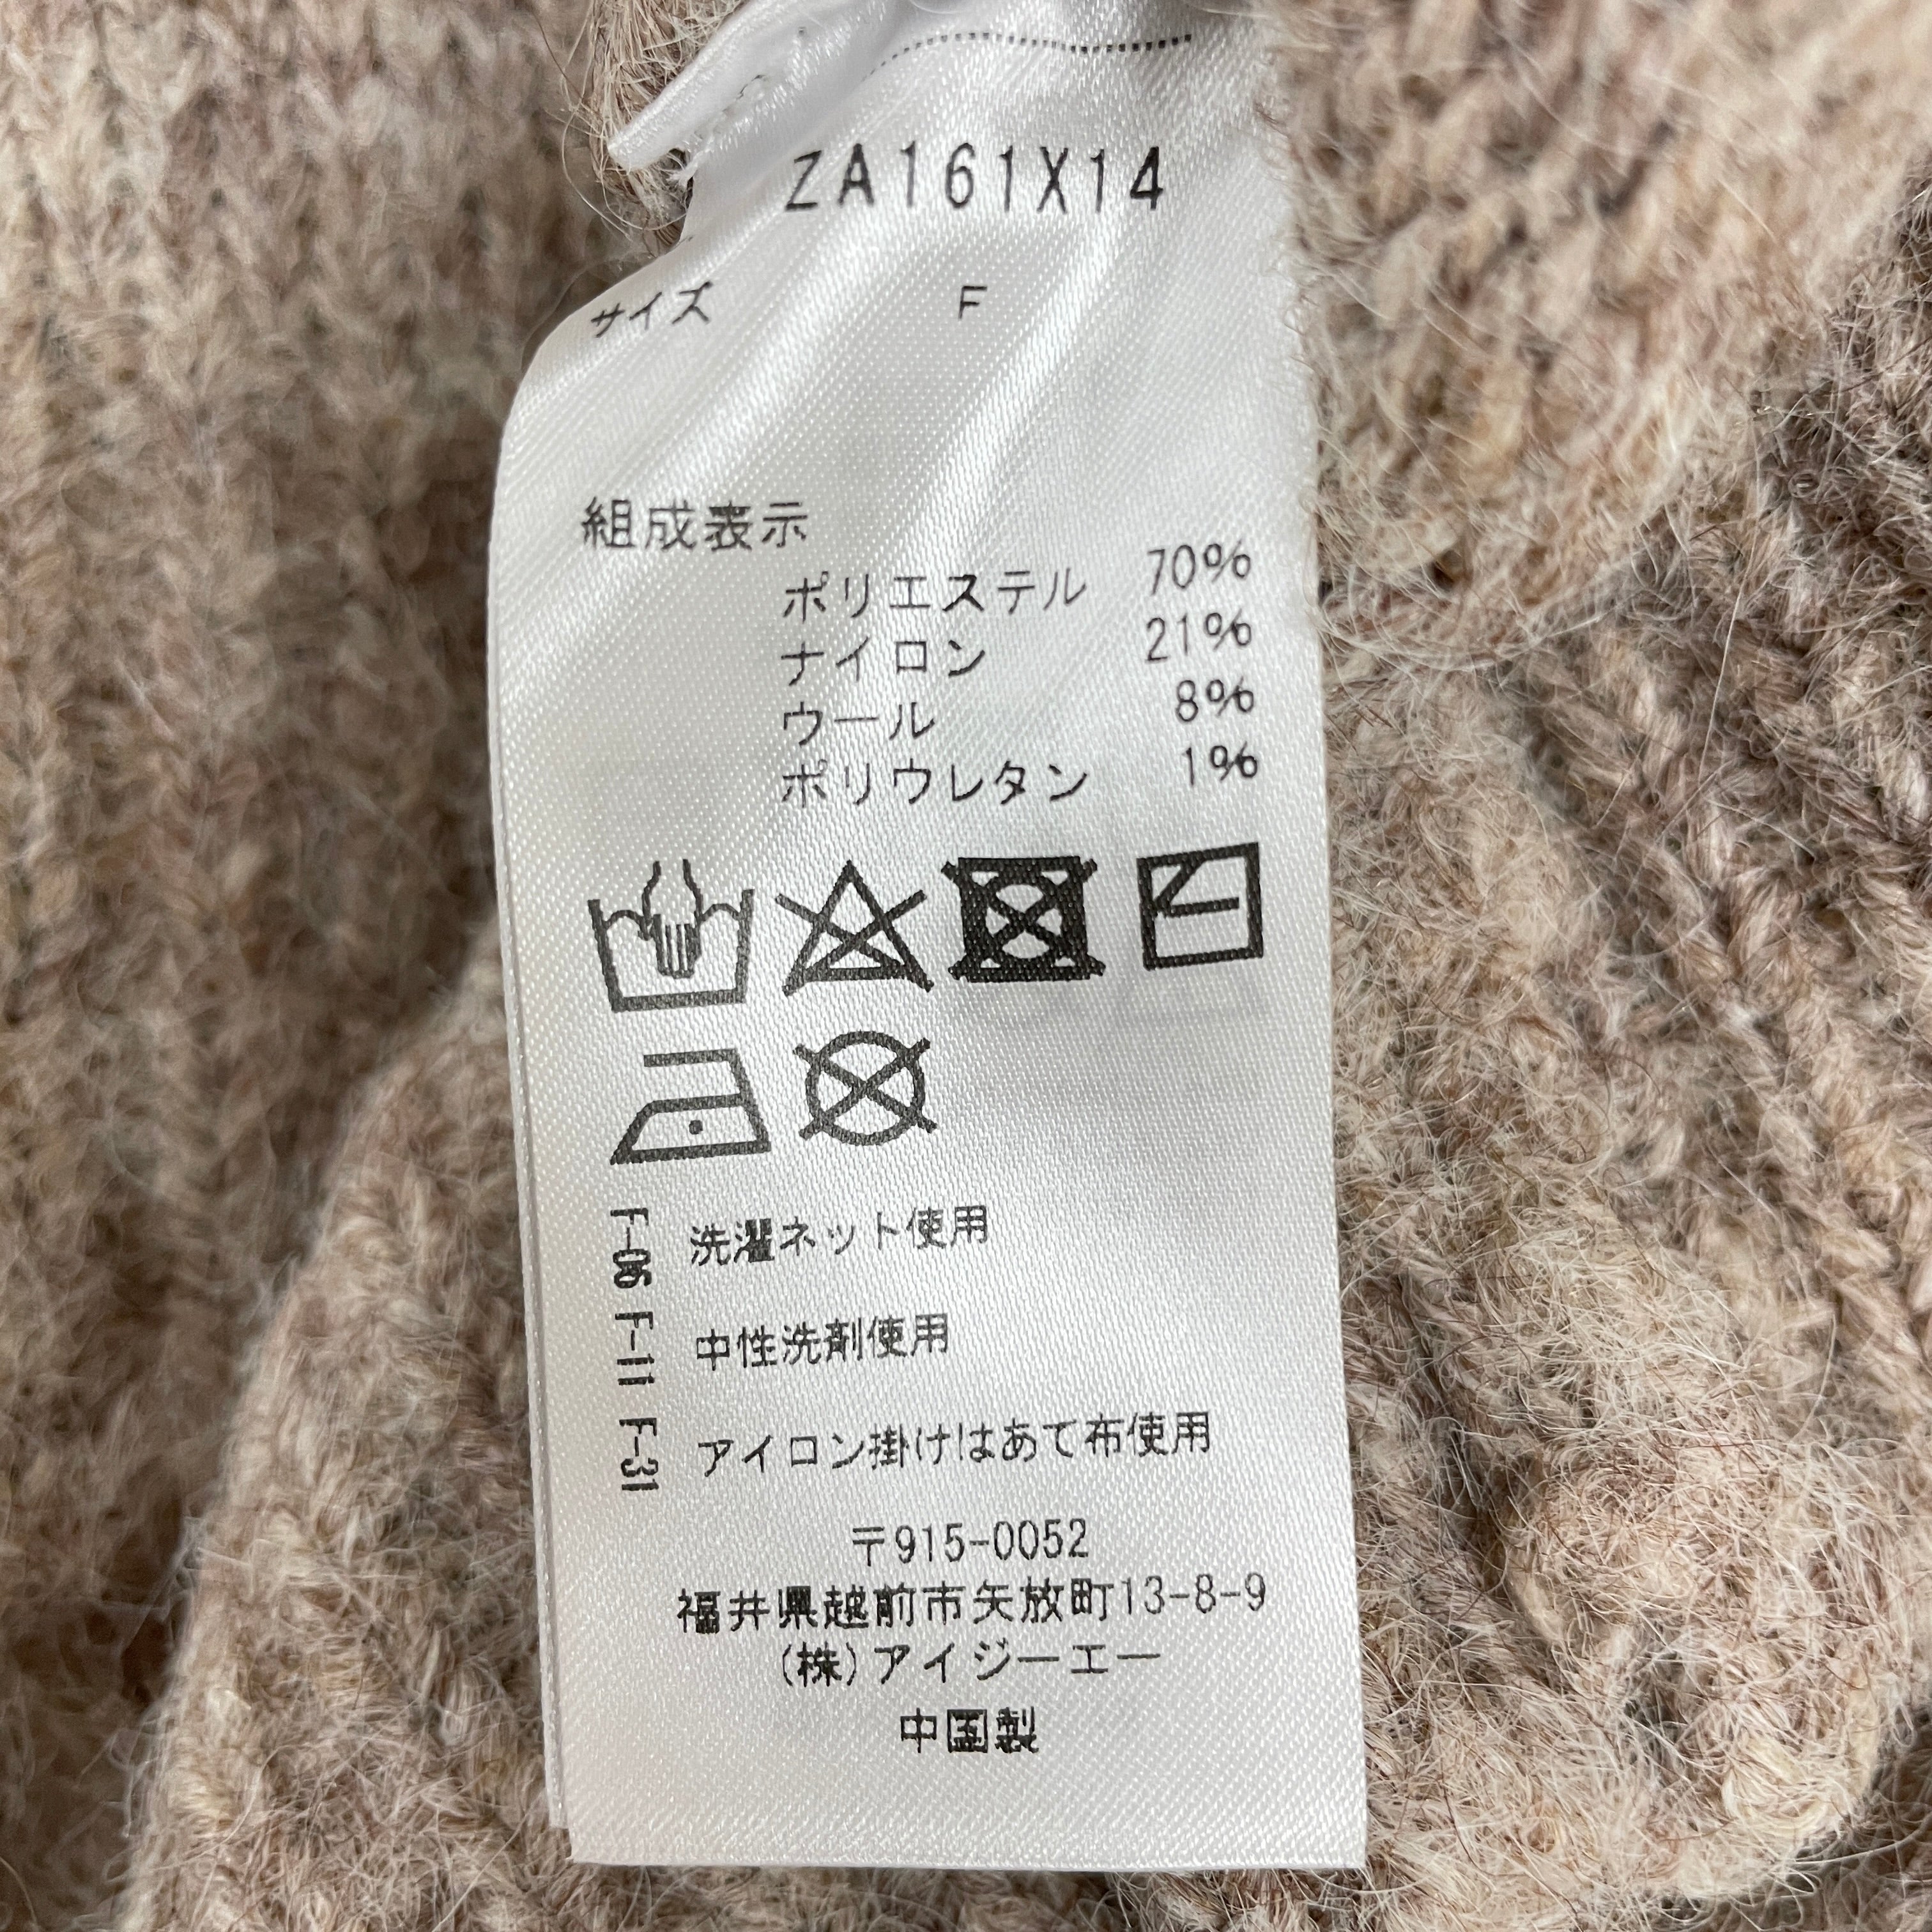 ZA161X14
サイズ F
組成表示
ポリエステル 70%
ナイロン 21%
ウール 8%
ポリウレタン 1%
F-06 洗濯ネット使用
F-11 中性洗剤使用
F-31 アイロン掛けはあて布使用
〒915-0052
福井県越前市矢放町13-8-9
(株)アイジーエー
中国製